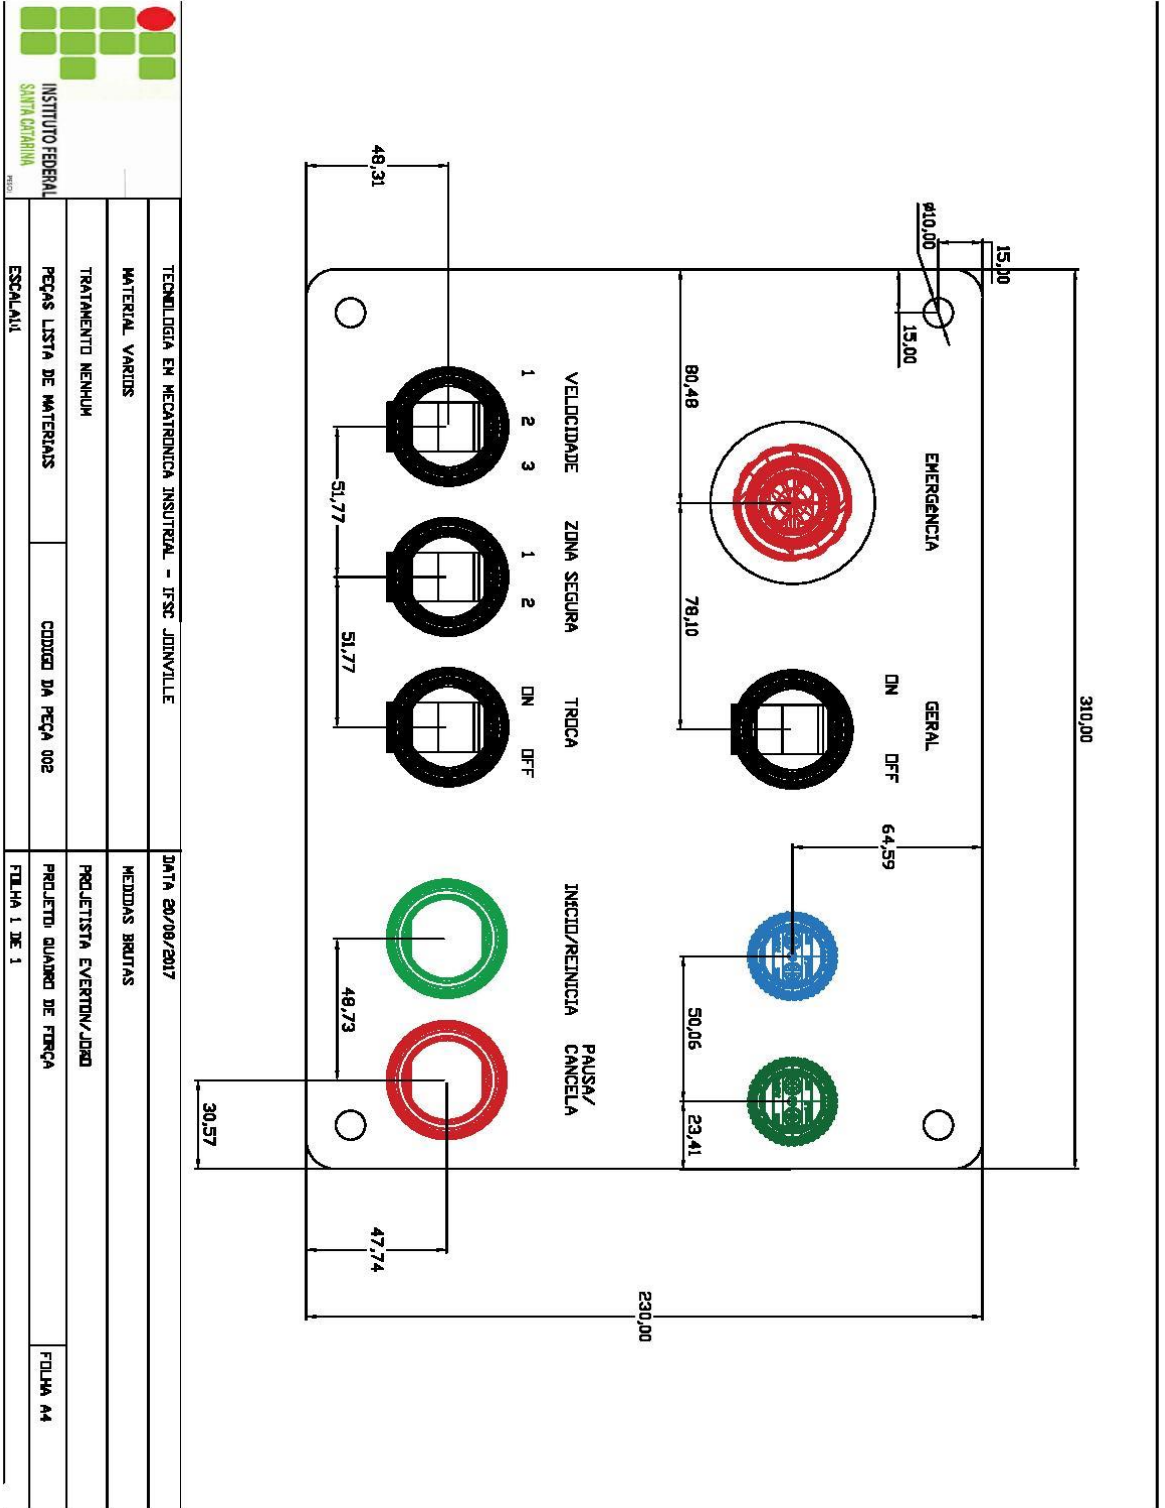 310,00
15,00
ø10,00
15,00
EMERGÊNCIA
GERAL
ON OFF
64,59
80,48
78,10
50,06
23,41
VELOCIDADE
1 2 3
ZONA SEGURA
1 2
TROCA
ON OFF
INÍCIO/REINICIA
PAUSA/
CANCELA
48,31
51,77
51,77
48,73
30,57
47,74
230,00
INSTITUTO FEDERAL
SANTA CATARINA
TECNOLOGIA EM MECATRONICA INSUTRIAL - IFSC JOINVILLE
DATA 20/08/2017
MATERIAL VARIOS
MEDIDAS BRUTAS
TRATAMENTO NENHUM
PROJETISTA EVERTON/JOAO
PEÇAS LISTA DE MATERIAIS
CODIGO DA PEÇA 002
PROJETO: QUADRO DE FORÇA
FOLHA A4
ESCALA1:1
FOLHA 1 DE 1